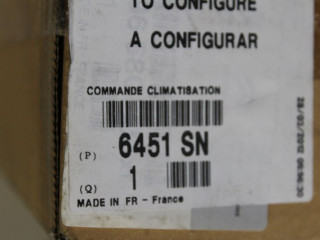 TO CONFIGURE
A CONFIGURAR
COMMANDE CLIMATISATION
(P) 6451 SN
(Q) 1
MADE IN FR - France